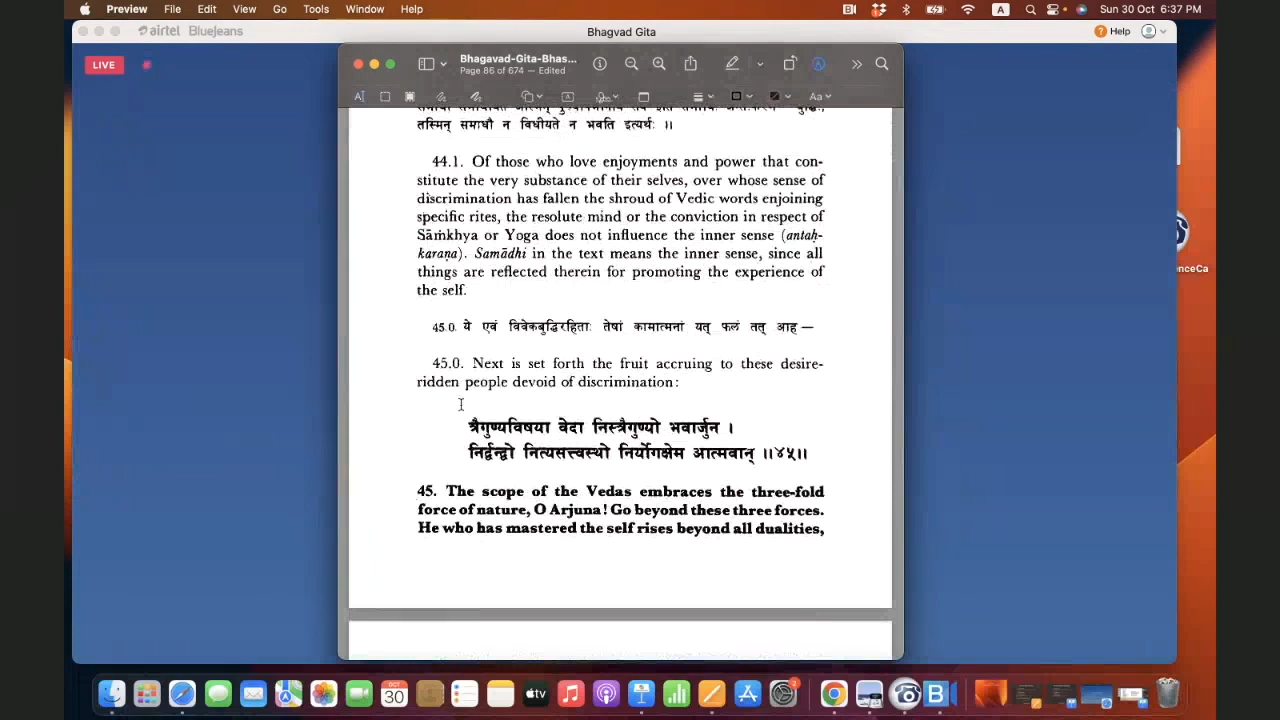 Preview File Edit View Go Tools Window Help
Sun 30 Oct 6:37 PM
airtel BlueJeans
Bhagvad Gita
Help
LIVE
Bhagavad-Gita-Bhas...
Page 86 of 674 — Edited
Aa
तस्मिन् समाधौ न विधीयते न भवति इत्यर्थः ।।
44.1. Of those who love enjoyments and power that con-
stitute the very substance of their selves, over whose sense of
discrimination has fallen the shroud of Vedic words enjoining
specific rites, the resolute mind or the conviction in respect of
Sāṁkhya or Yoga does not influence the inner sense (antaḥ-
karaṇa). Samādhi in the text means the inner sense, since all
things are reflected therein for promoting the experience of
the self.
45.0. ये एवं विवेकबुद्धिरहिताः तेषां कामात्मनां यत् फलं तत् आह —
45.0. Next is set forth the fruit accruing to these desire-
ridden people devoid of discrimination:
त्रैगुण्यविषया वेदा निस्त्रैगुण्यो भवार्जुन ।
निर्द्वन्द्वो नित्यसत्त्वस्थो निर्योगक्षेम आत्मवान् ।।४५।।
45. The scope of the Vedas embraces the three-fold
force of nature, O Arjuna! Go beyond these three forces.
He who has mastered the self rises beyond all dualities,
enceCa
OCT
30
tv
2
B